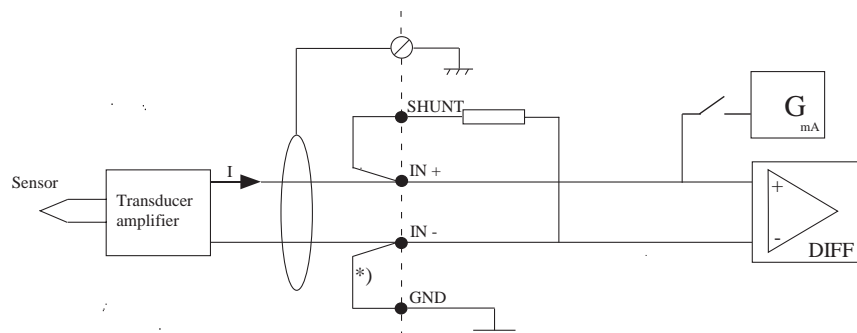 SHUNT
G
mA
I
IN +
Sensor
Transducer
amplifier
+
IN -
-
*)
DIFF
GND